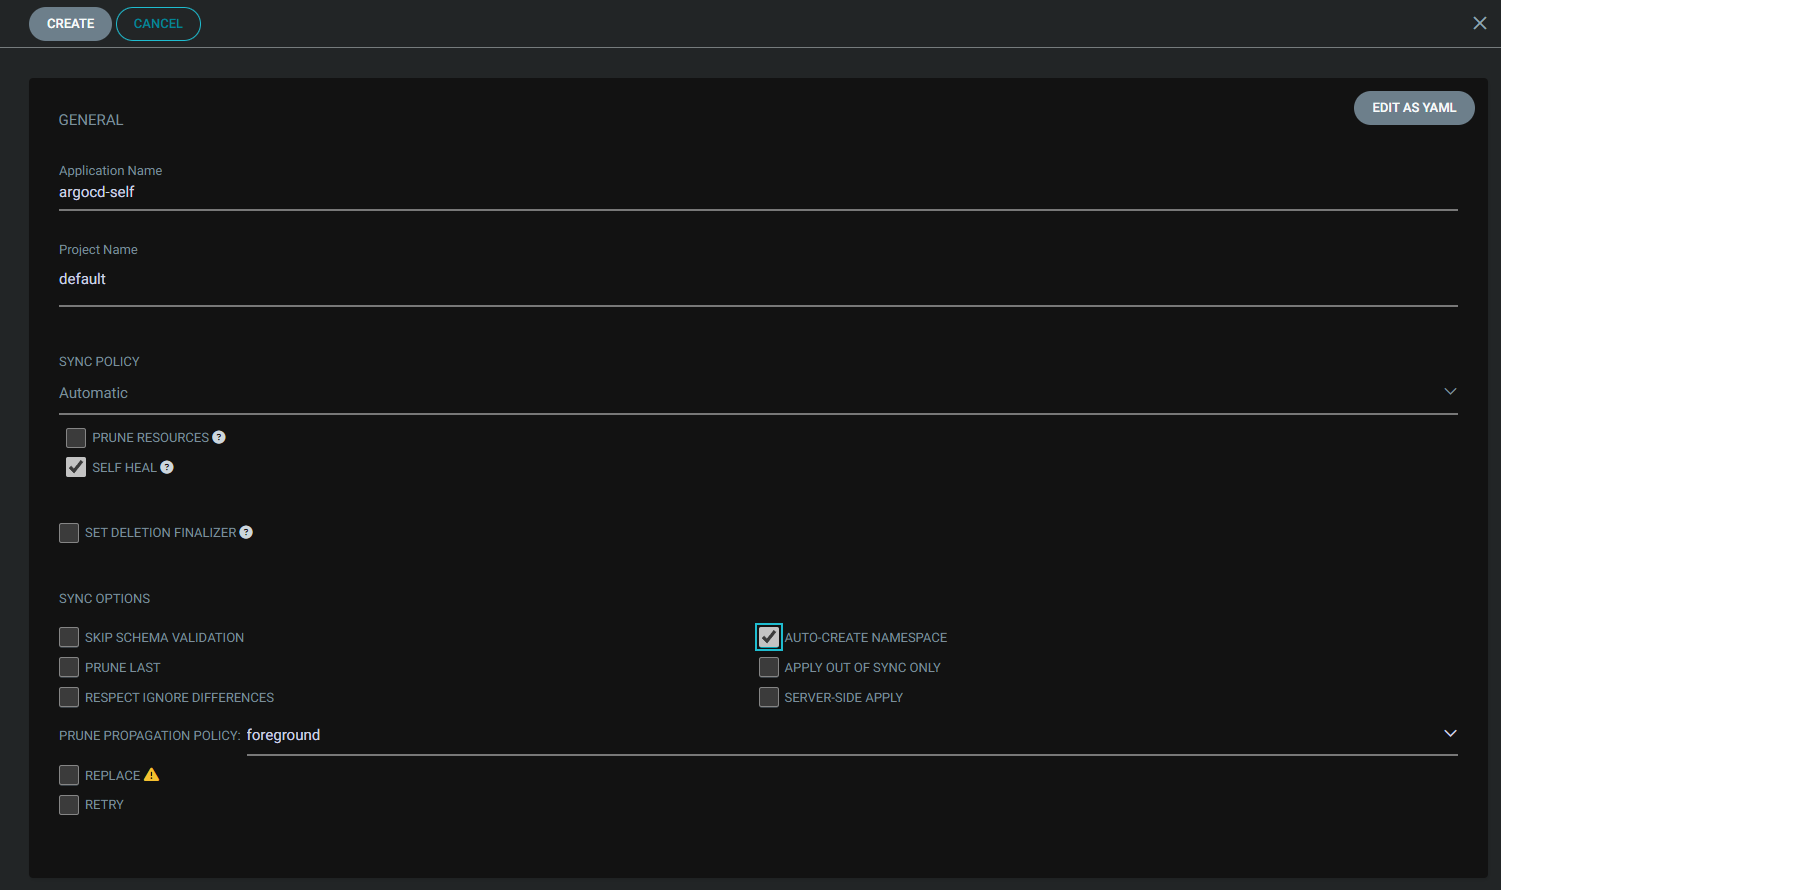 CREATE
CANCEL
EDIT AS YAML
GENERAL
Application Name
argocd-self
Project Name
default
SYNC POLICY
Automatic
PRUNE RESOURCES ?
SELF HEAL ?
SET DELETION FINALIZER ?
SYNC OPTIONS
SKIP SCHEMA VALIDATION
AUTO-CREATE NAMESPACE
PRUNE LAST
APPLY OUT OF SYNC ONLY
RESPECT IGNORE DIFFERENCES
SERVER-SIDE APPLY
PRUNE PROPAGATION POLICY: foreground
REPLACE
RETRY